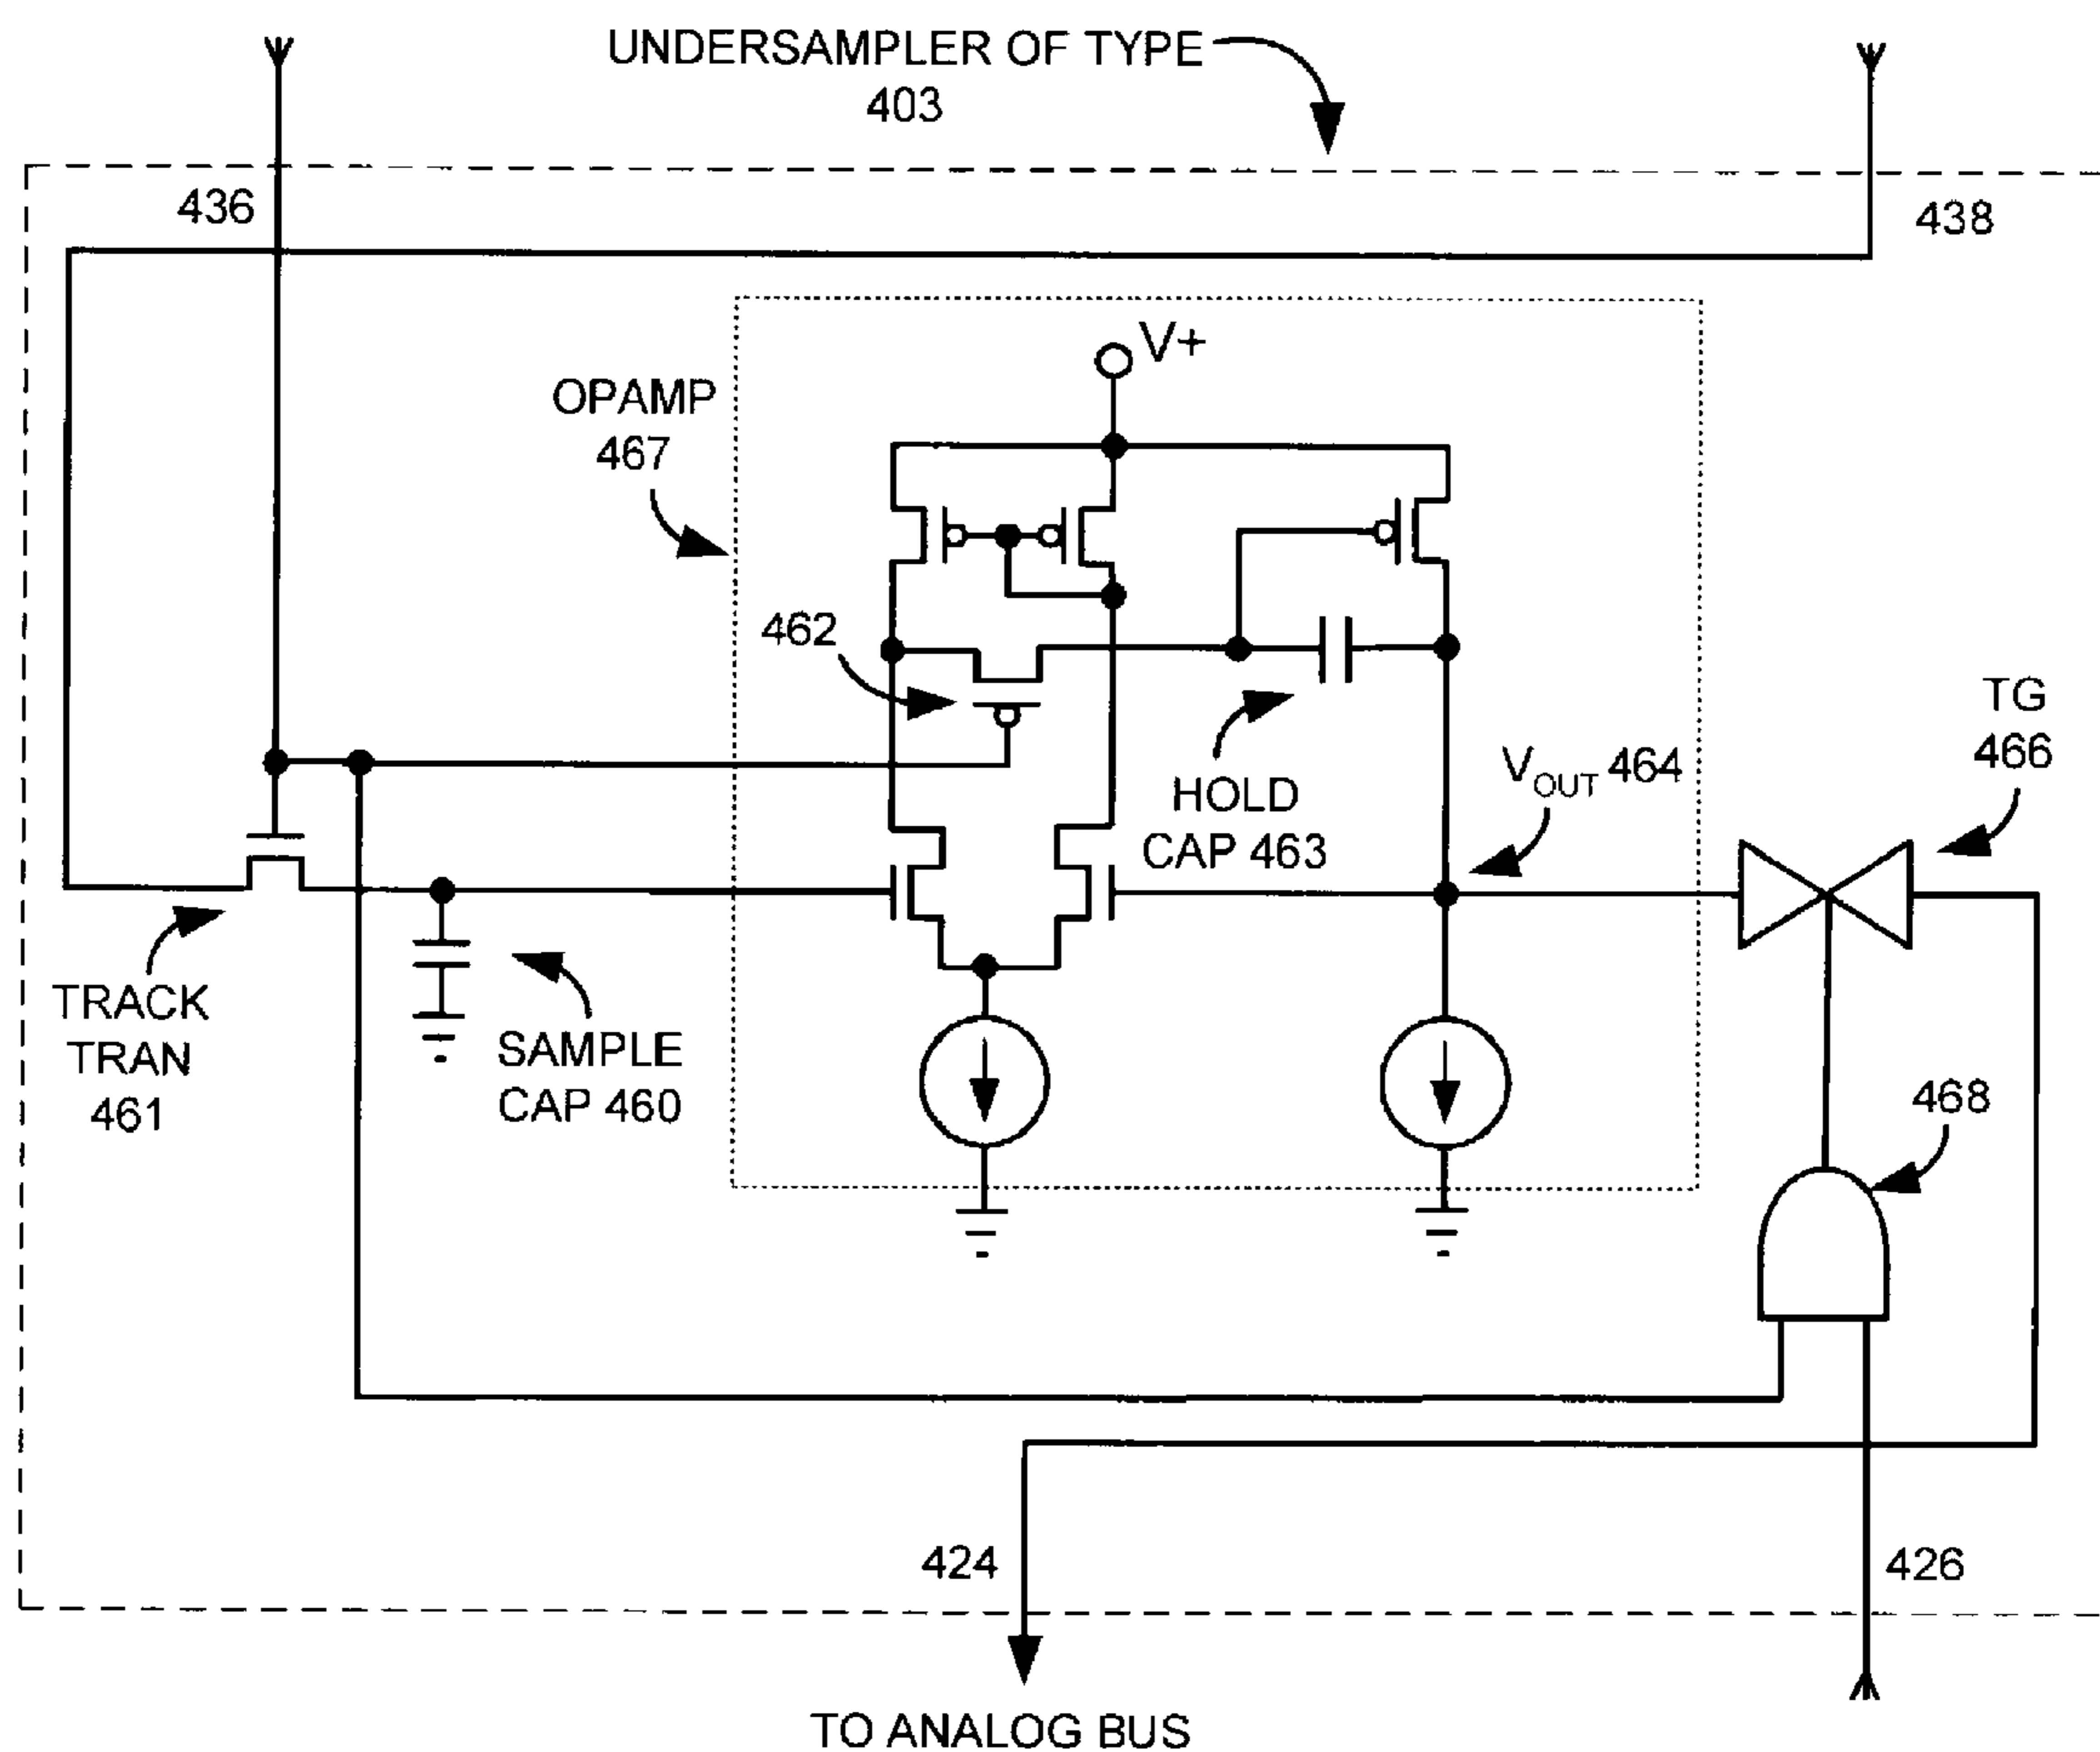 UNDERSAMPLER OF TYPE
403
436
438
V+
OPAMP
467
462
TG
466
VOUT 464
HOLD
CAP 463
TRACK
TRAN
461
SAMPLE
CAP 460
468
424
426
TO ANALOG BUS